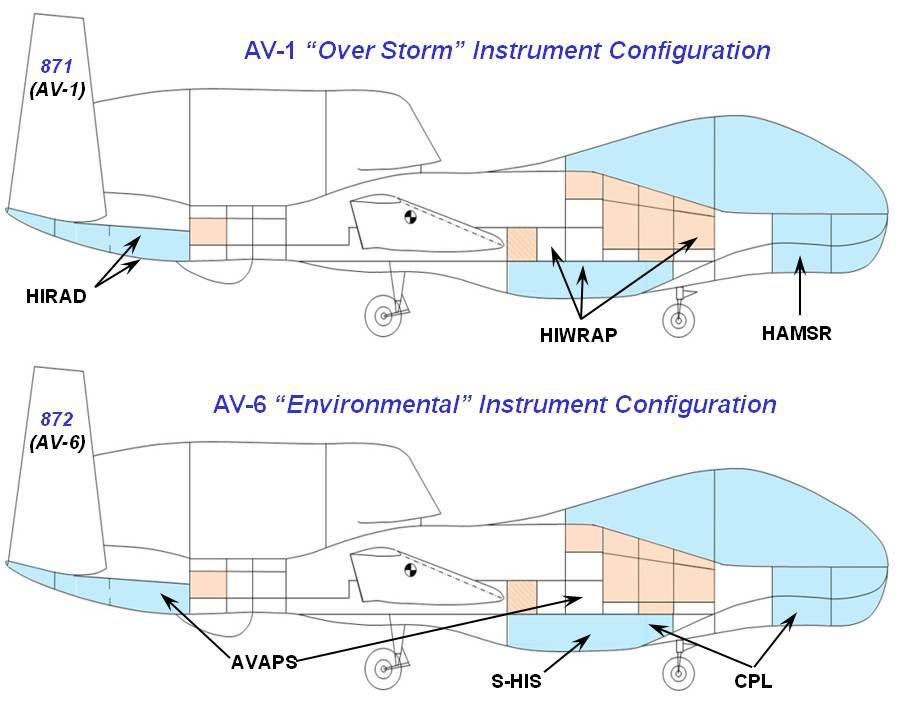 AV-1 “Over Storm” Instrument Configuration
871
(AV-1)
HIRAD
HIWRAP
HAMSR
AV-6 “Environmental” Instrument Configuration
872
(AV-6)
AVAPS
S-HIS
CPL